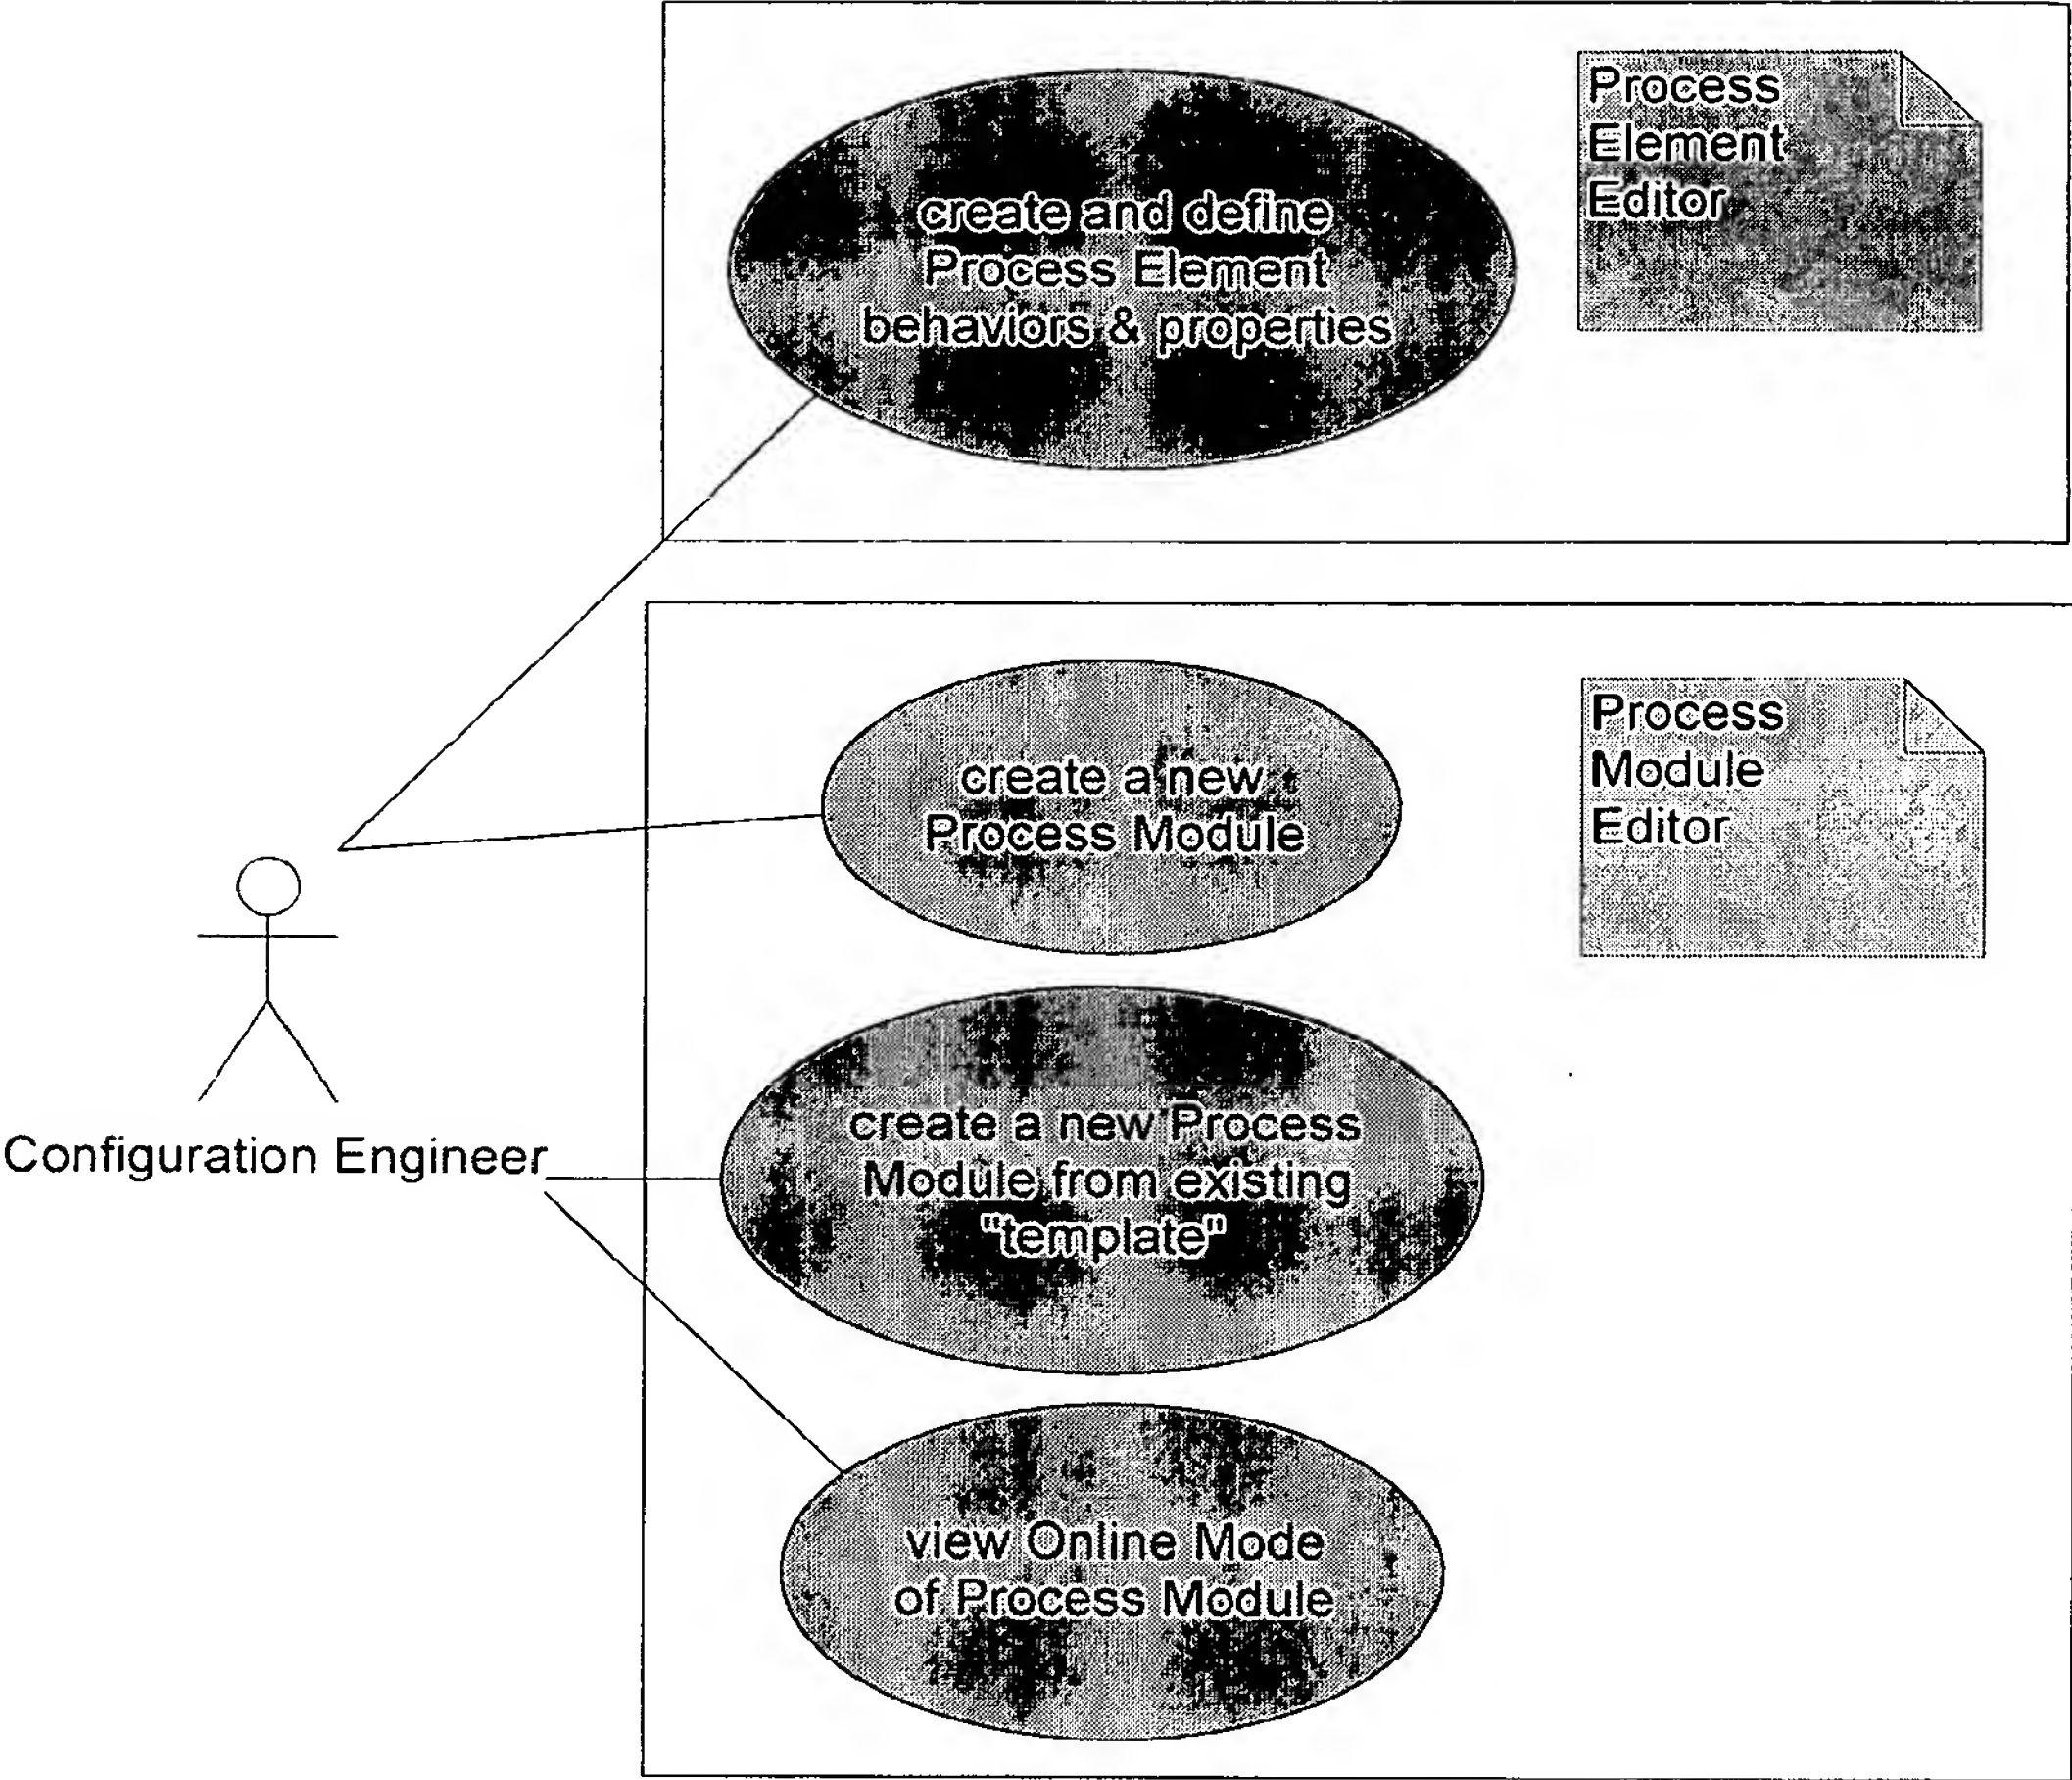 create and define
Process Element
behaviors & properties
Process
Element
Editor
create a new
Process Module
Process
Module
Editor
Configuration Engineer
create a new Process
Module from existing
"template"
view Online Mode
of Process Module